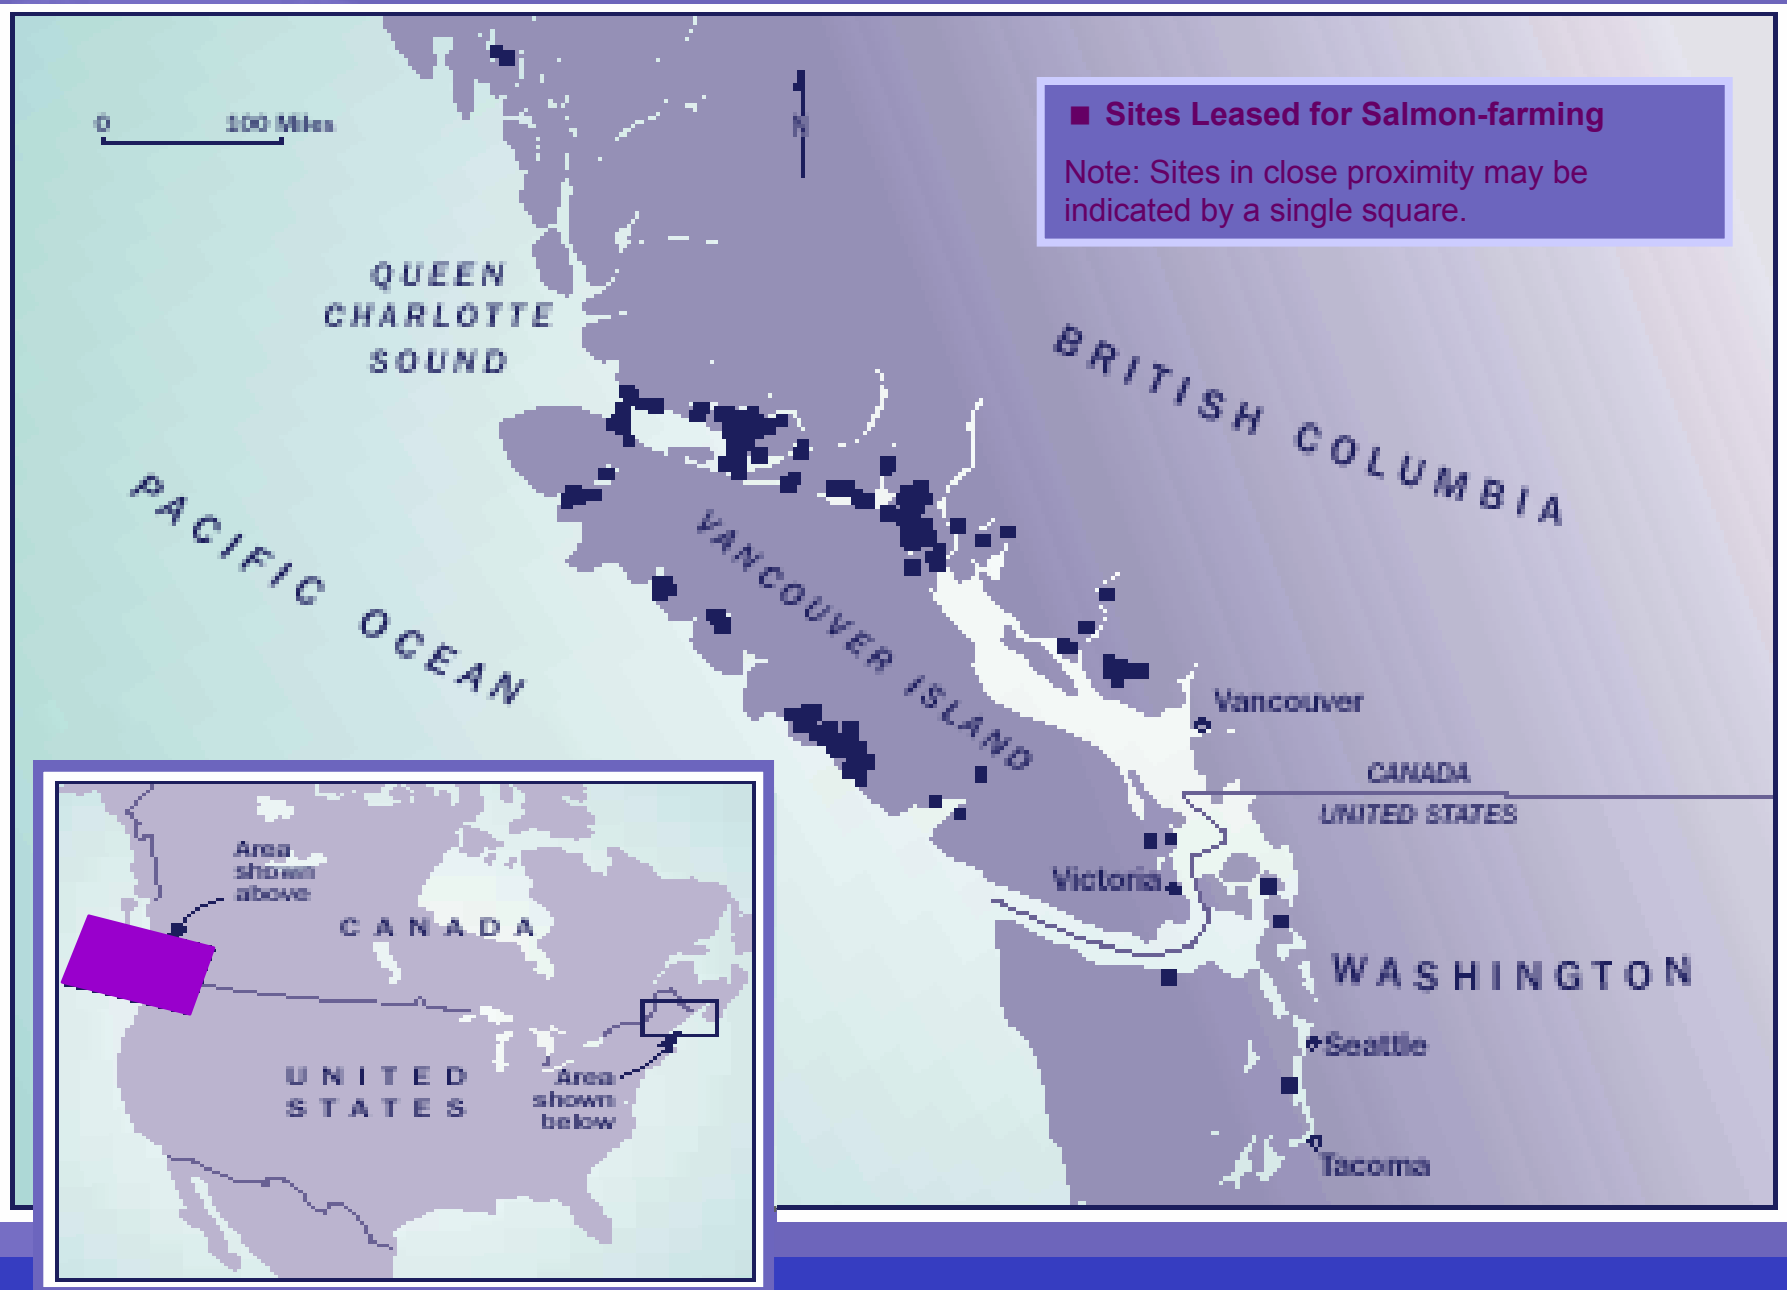 ■ Sites Leased for Salmon-farming
Note: Sites in close proximity may be
indicated by a single square.
0 100 Miles
N
QUEEN
CHARLOTTE
SOUND
BRITISH COLUMBIA
PACIFIC OCEAN
VANCOUVER ISLAND
Vancouver
CANADA
UNITED STATES
Victoria
WASHINGTON
Seattle
Tacoma
Area
shown
above
CANADA
UNITED
STATES
Area
shown
below